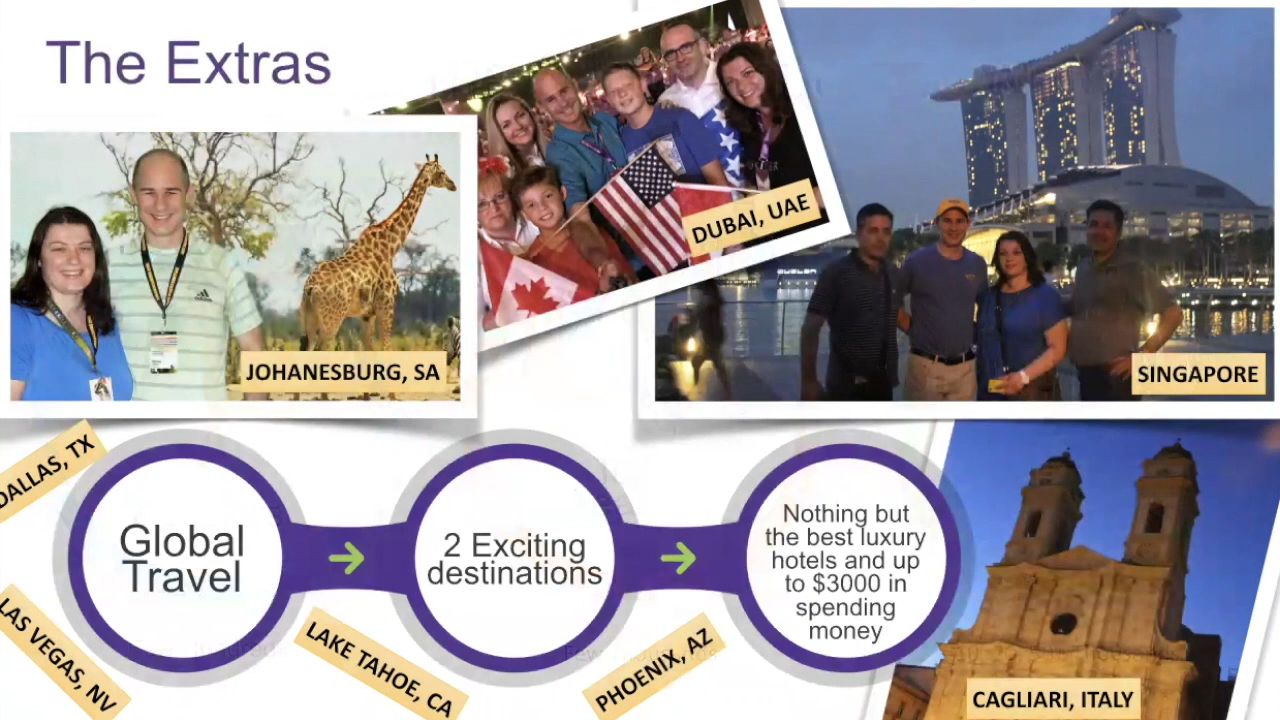 The Extras
DUBAI, UAE
JOHANESBURG, SA
adidas
SINGAPORE
DALLAS, TX
Global
Travel
2 Exciting
destinations
Nothing but
the best luxury
hotels and up
to $3000 in
spending
money
LAS VEGAS, NV
LAKE TAHOE, CA
PHOENIX, AZ
CAGLIARI, ITALY